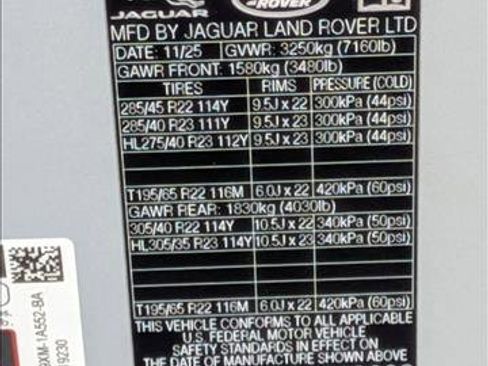 JAGUAR
ROVER
MFD BY JAGUAR LAND ROVER LTD
DATE: 11/25 GVWR: 3250kg (7160lb)
GAWR FRONT: 1580kg (3480lb)
TIRES RIMS PRESSURE (COLD)
285/45 R22 114Y 9.5J x 22 300kPa (44psi)
285/40 R23 111Y 9.5J x 23 300kPa (44psi)
HL275/40 R23 112Y 9.5J x 23 300kPa (44psi)
T195/65 R22 116M 6.0J x 22 420kPa (60psi)
GAWR REAR: 1830kg (4030lb)
305/40 R22 114Y 10.5J x 22 340kPa (50psi)
HL305/35 R23 114Y 10.5J x 23 340kPa (50psi)
T195/65 R22 116M 6.0J x 22 420kPa (60psi)
THIS VEHICLE CONFORMS TO ALL APPLICABLE
U.S. FEDERAL MOTOR VEHICLE
SAFETY STANDARDS IN EFFECT ON
THE DATE OF MANUFACTURE SHOWN ABOVE
XM-1A552-BA
19230